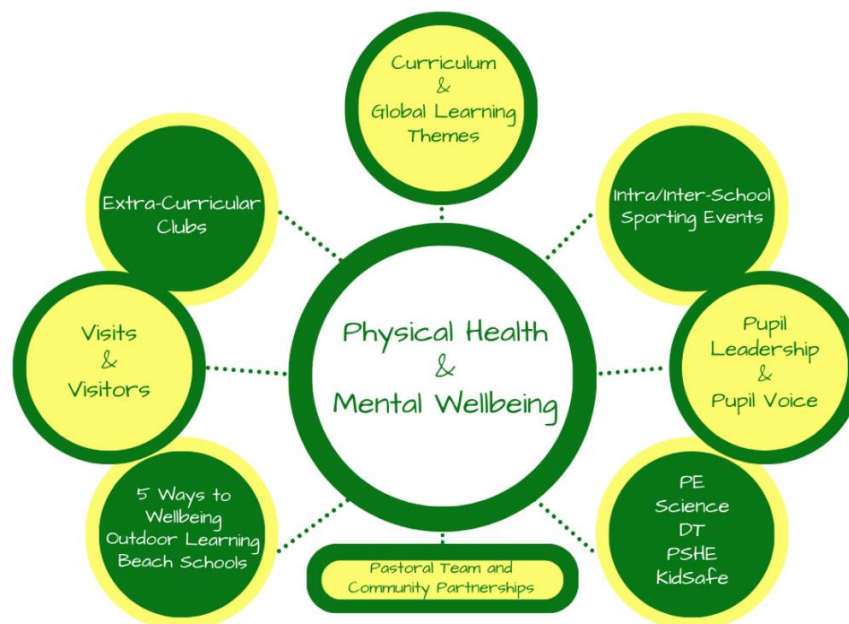 Curriculum
&
Global Learning
Themes
Extra-Curricular
Clubs
Intra/Inter-School
Sporting Events
Visits
&
Visitors
Physical Health
&
Mental Wellbeing
Pupil
Leadership
&
Pupil Voice
5 Ways to
Wellbeing
Outdoor Learning
Beach Schools
PE
Science
DT
PSHE
KidSafe
Pastoral Team and
Community Partnerships